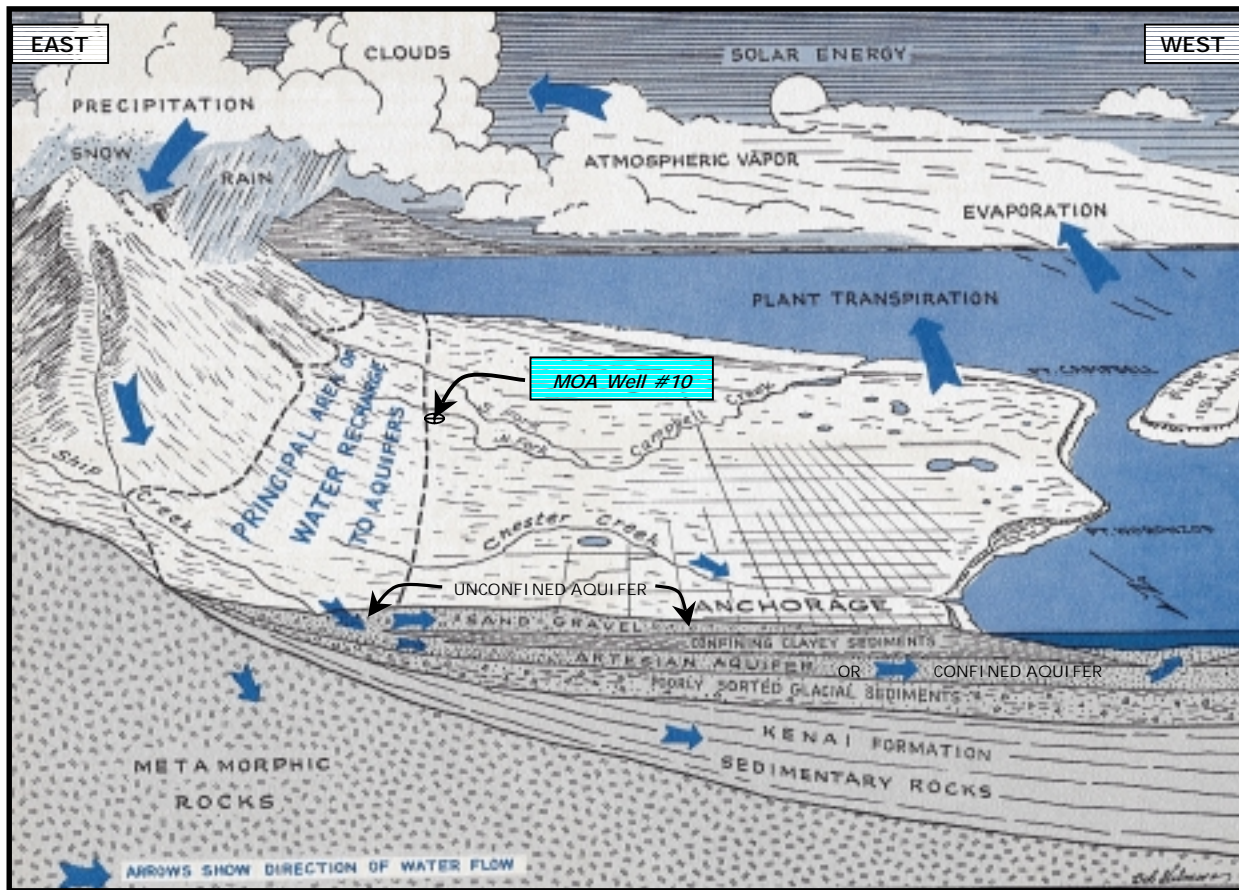 EAST
WEST
CLOUDS
SOLAR ENERGY
PRECIPITATION
SNOW
RAIN
ATMOSPHERIC VAPOR
EVAPORATION
PLANT TRANSPIRATION
MOA Well #10
PRINCIPAL AREA OF
WATER RECHARGE
TO AQUIFERS
Campbell Creek
N. Fork
FIRE
ISLAND
Ship
Creek
Chester Creek
UNCONFINED AQUIFER
ANCHORAGE
SAND GRAVEL
CONFINING CLAYEY SEDIMENTS
ARTESIAN AQUIFER OR CONFINED AQUIFER
POORLY SORTED GLACIAL SEDIMENTS
KENAI FORMATION
SEDIMENTARY ROCKS
METAMORPHIC
ROCKS
ARROWS SHOW DIRECTION OF WATER FLOW